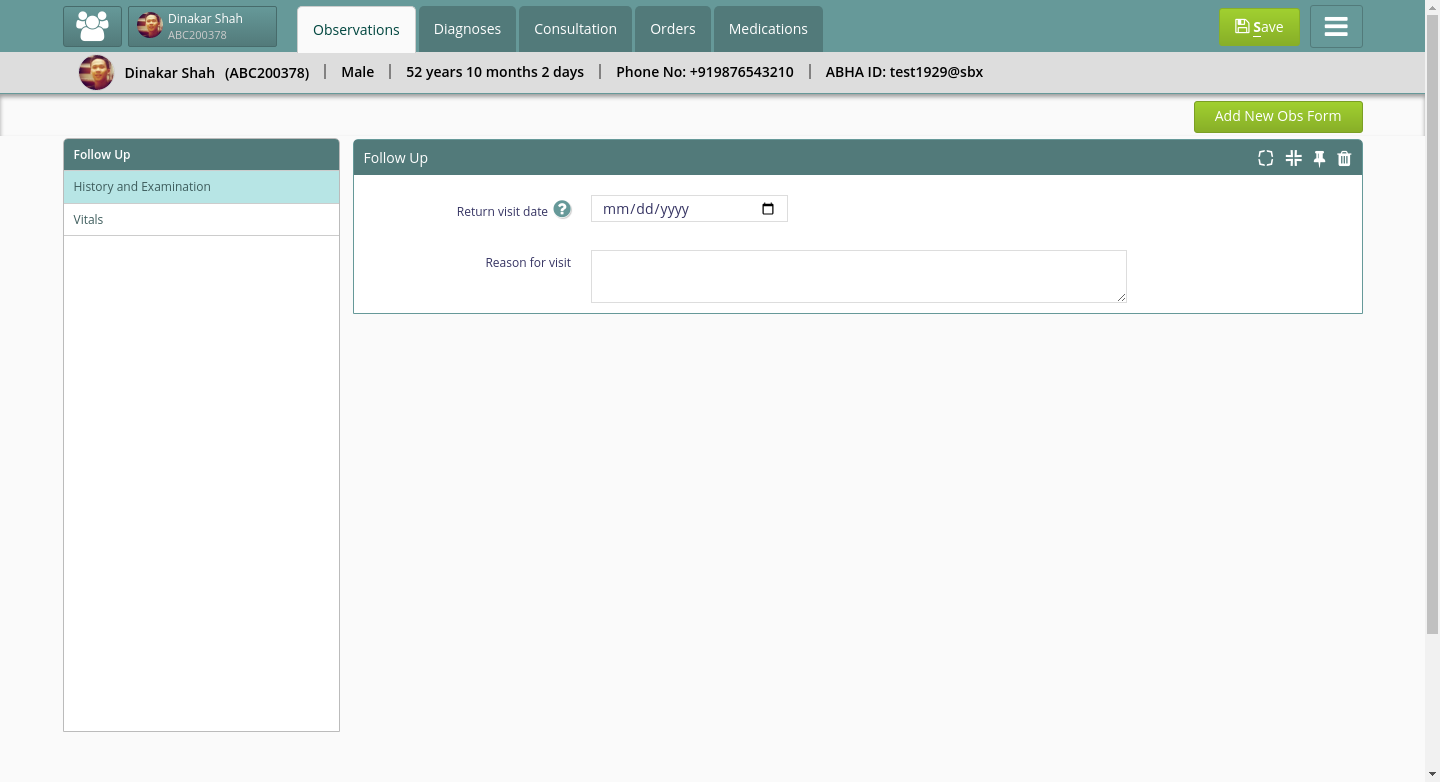 Dinakar Shah
ABC200378
Observations
Diagnoses
Consultation
Orders
Medications
Save
Dinakar Shah (ABC200378) | Male | 52 years 10 months 2 days | Phone No: +919876543210 | ABHA ID: test1929@sbx
Add New Obs Form
Follow Up
History and Examination
Vitals
Follow Up
Return visit date ?
mm/dd/yyyy
Reason for visit